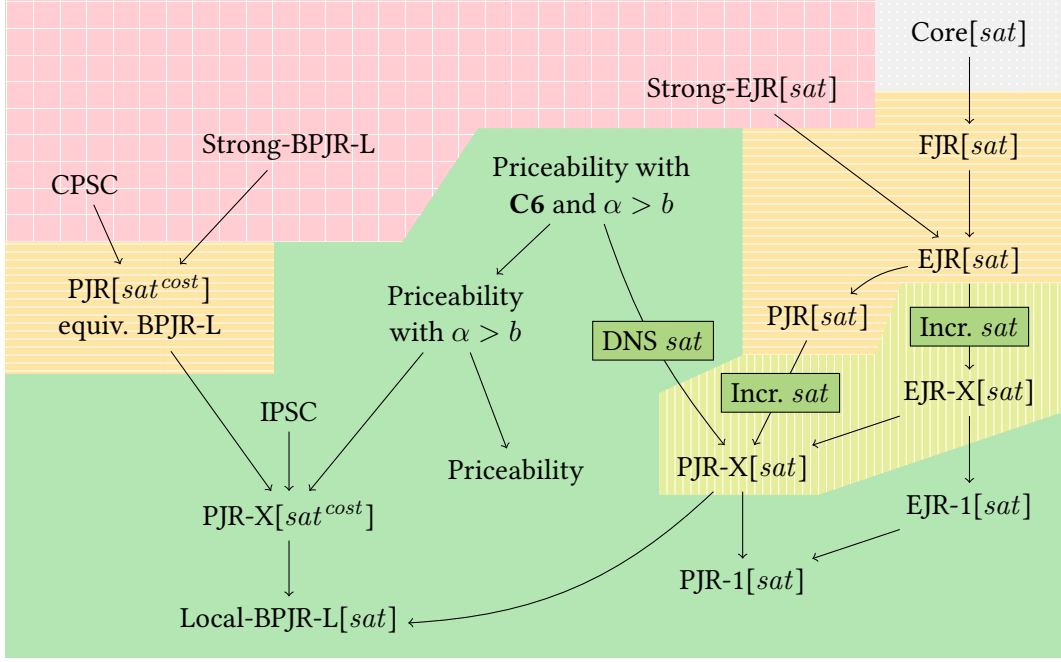 Core[sat]
Strong-EJR[sat]
Strong-BPJR-L
FJR[sat]
Priceability with
C6 and α > b
CPSC
EJR[sat]
PJR[sat^cost]
equiv. BPJR-L
Priceability
with α > b
PJR[sat]
Incr. sat
DNS sat
Incr. sat
EJR-X[sat]
IPSC
Priceability
PJR-X[sat]
PJR-X[sat^cost]
EJR-1[sat]
PJR-1[sat]
Local-BPJR-L[sat]